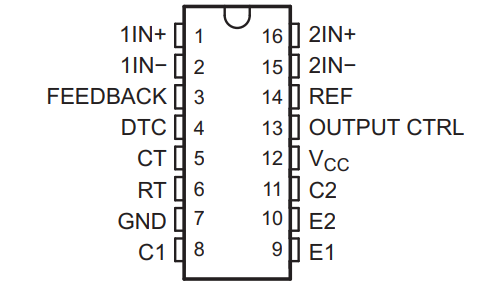 1IN+ 1 16 2IN+
1IN− 2 15 2IN−
FEEDBACK 3 14 REF
DTC 4 13 OUTPUT CTRL
CT 5 12 VCC
RT 6 11 C2
GND 7 10 E2
C1 8 9 E1